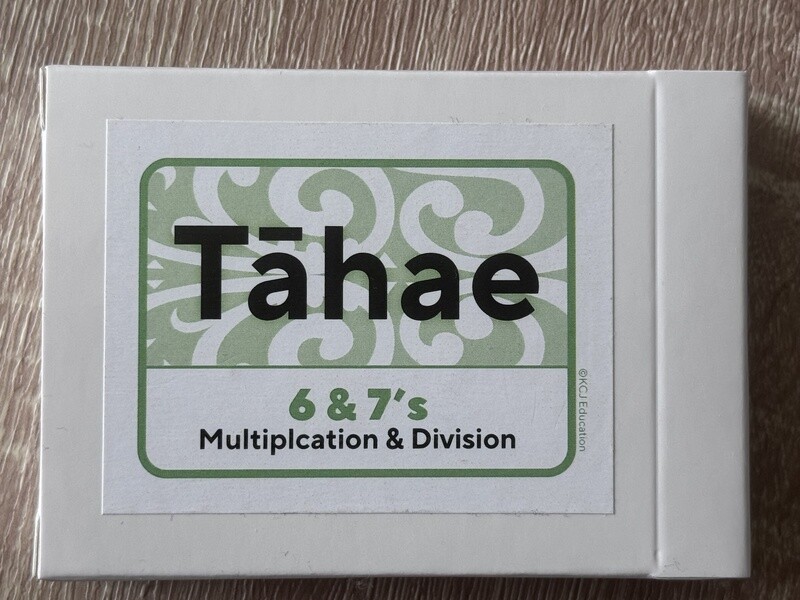 Tāhae
6 & 7's
Multiplcation & Division
©KCJ Education